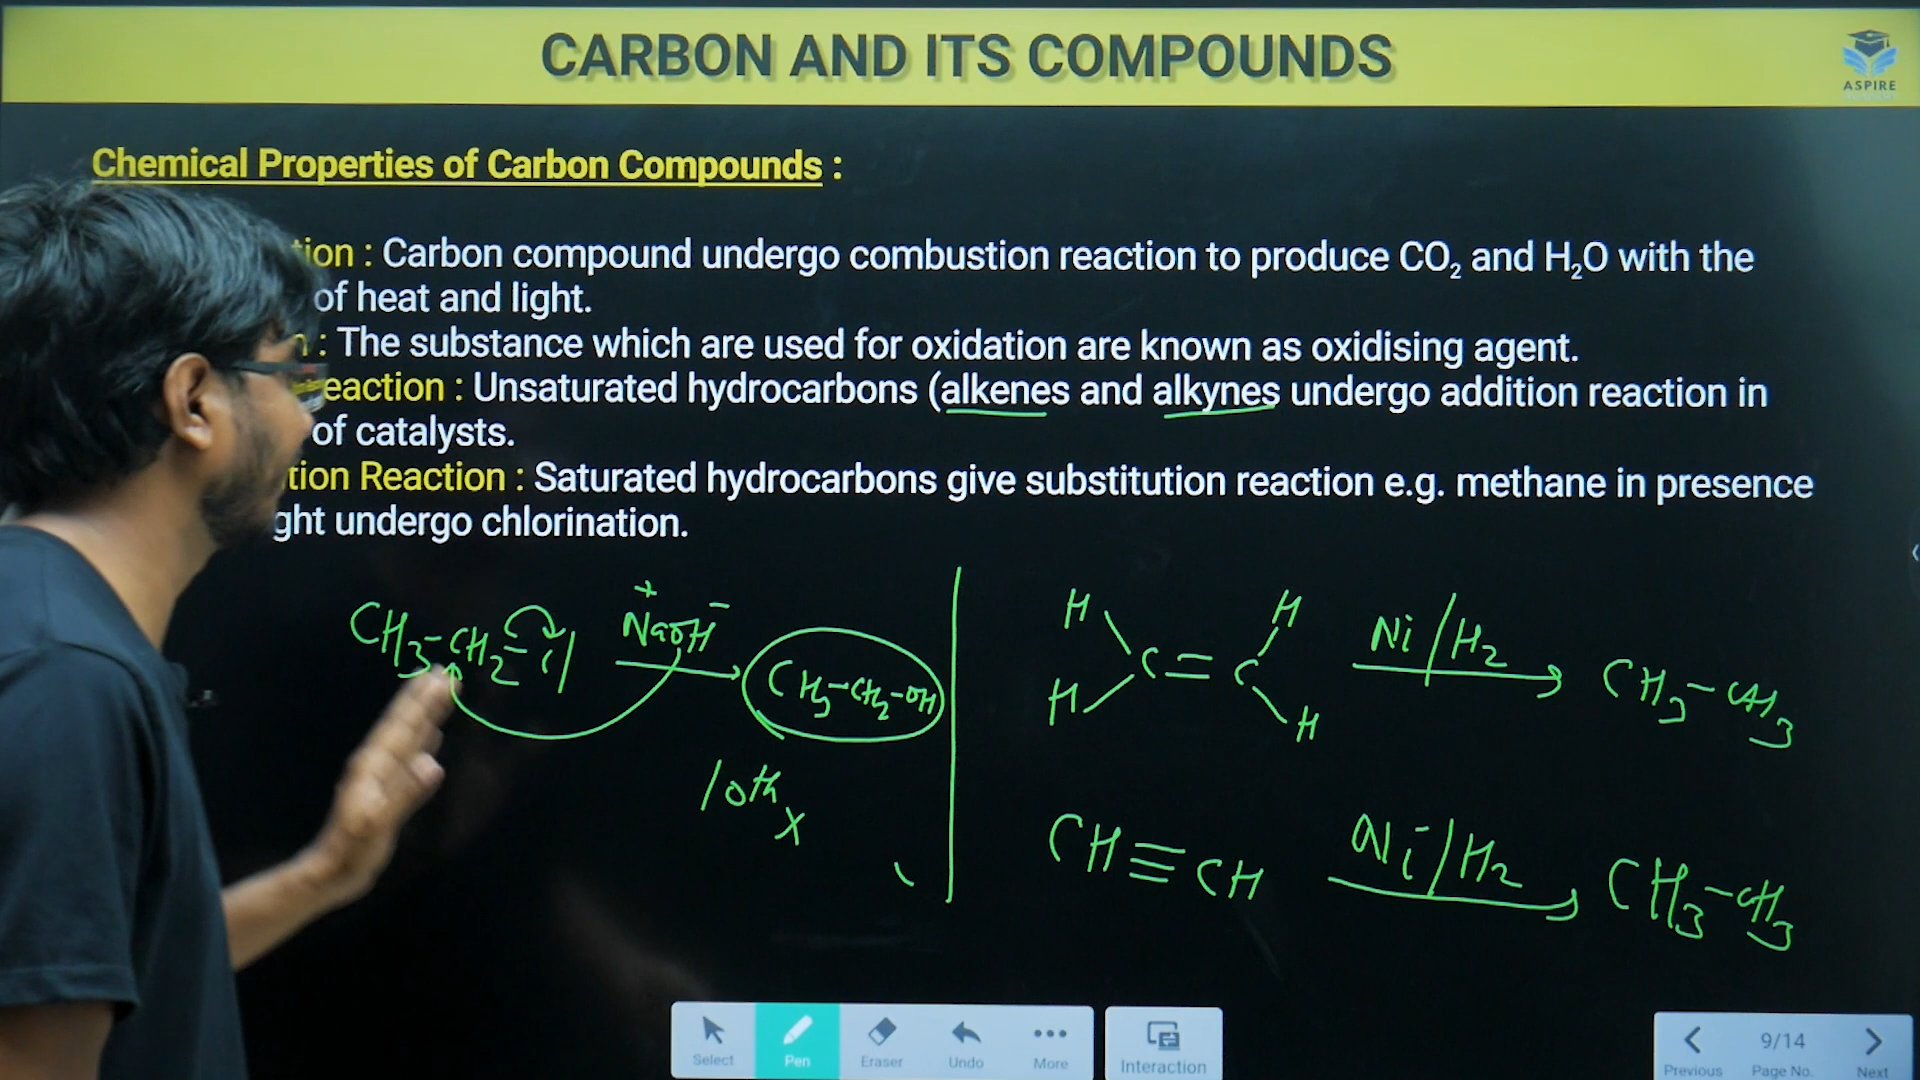 CARBON AND ITS COMPOUNDS
ASPIRE
Chemical Properties of Carbon Compounds :
tion : Carbon compound undergo combustion reaction to produce CO₂ and H₂O with the
of heat and light.
n : The substance which are used for oxidation are known as oxidising agent.
eaction : Unsaturated hydrocarbons (alkenes and alkynes undergo addition reaction in
of catalysts.
tion Reaction : Saturated hydrocarbons give substitution reaction e.g. methane in presence
ght undergo chlorination.
CH₃-CH₂-Cl
+ -
NaOH
CH₃-CH₂-OH
10th
X
H H
C=C
H H
Ni/H₂
CH₃-CH₃
CH≡CH
Ni/H₂
CH₃-CH₃
Select
Pen
Eraser
Undo
More
Interaction
Previous
9/14
Page No.
Next